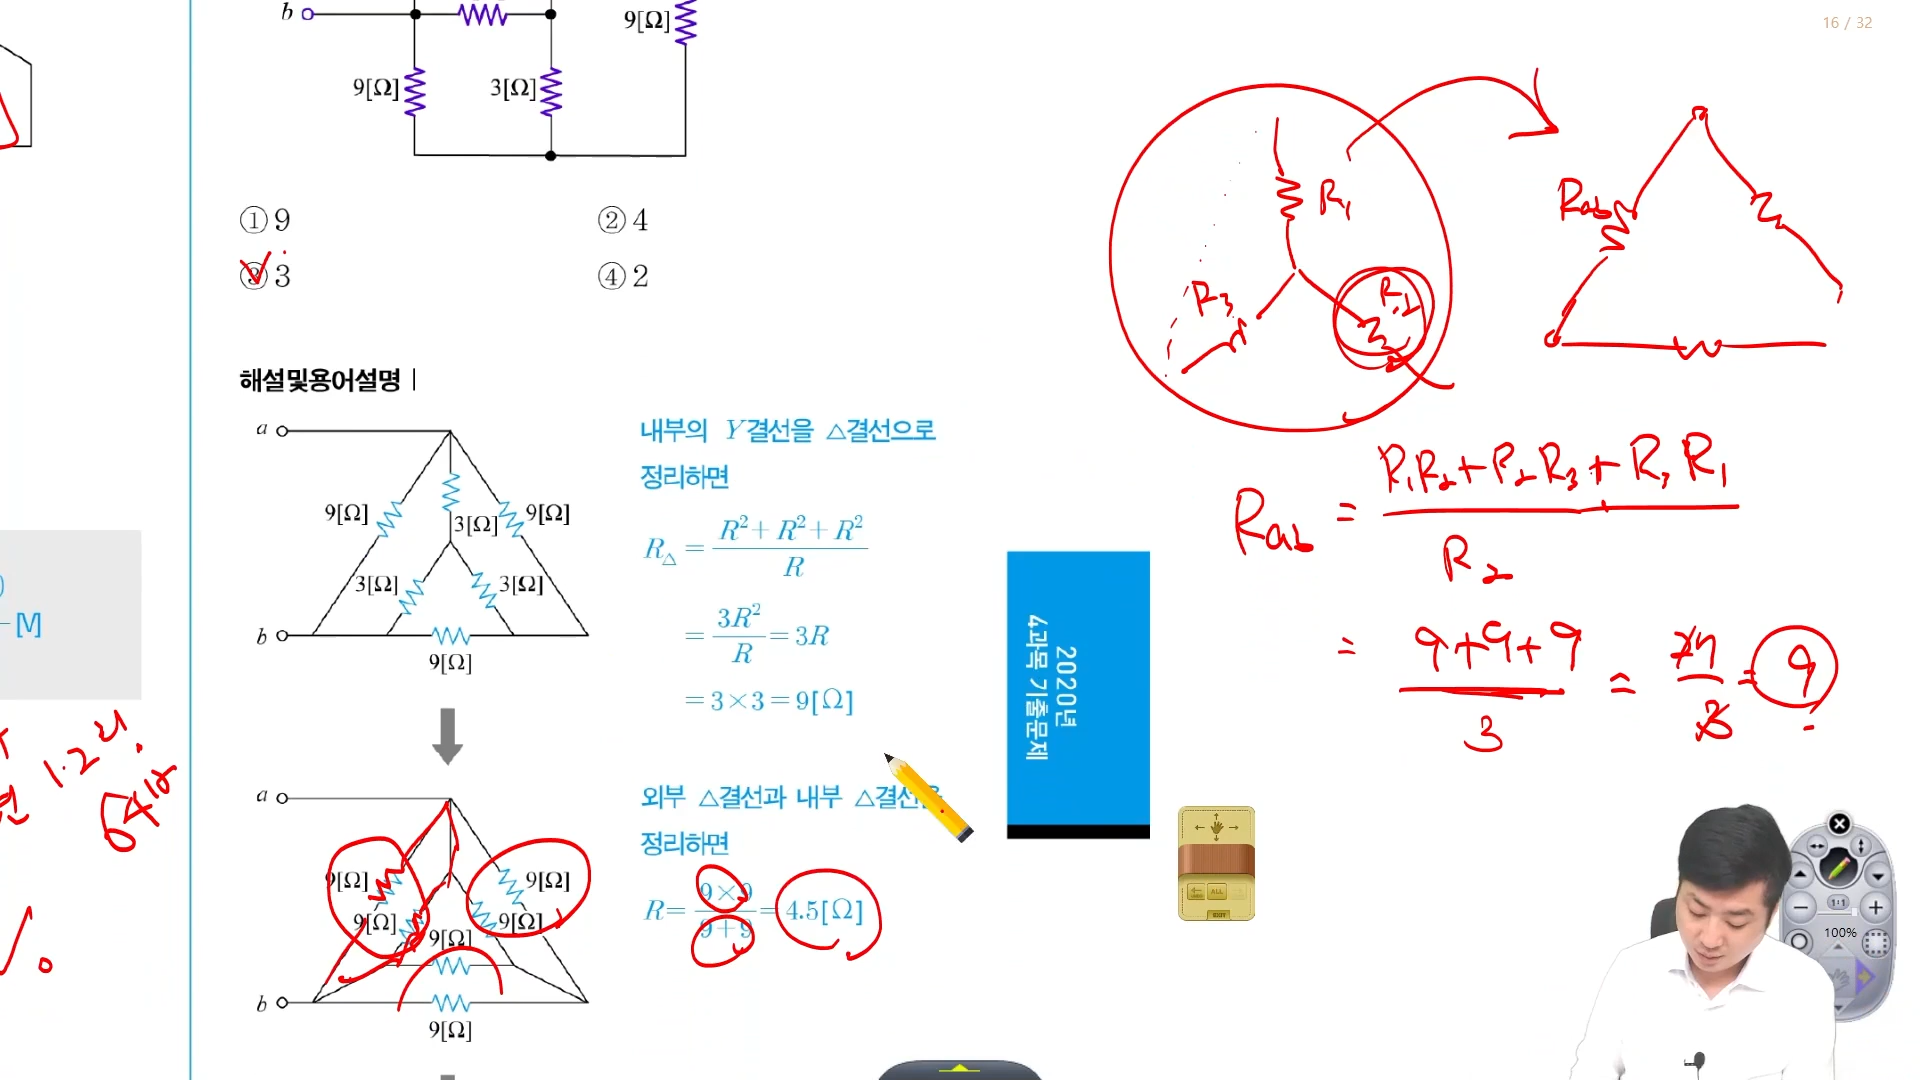 16 / 32
b
9[Ω]
9[Ω]
3[Ω]
① 9
② 4
③ 3
④ 2
해설및용어설명 |
a
9[Ω]
3[Ω]
9[Ω]
3[Ω]
3[Ω]
b
9[Ω]
내부의 Y결선을 △결선으로
정리하면
R△ = R²+R²+R² / R
= 3R² / R = 3R
= 3×3 = 9[Ω]
a
9[Ω]
9[Ω]
9[Ω]
9[Ω]
9[Ω]
b
9[Ω]
외부 △결선과 내부 △결선을
정리하면
R = 9×9 / 9+9 = 4.5[Ω]
2020년
4과목 기출문제
R₁
R₃
Rab
Rab = R₁R₂+R₂R₃+R₃R₁ / R₂
= 9+9+9 / 3 = 27 / 3 = 9
[V]
1:1
100%
ALL
EXIT